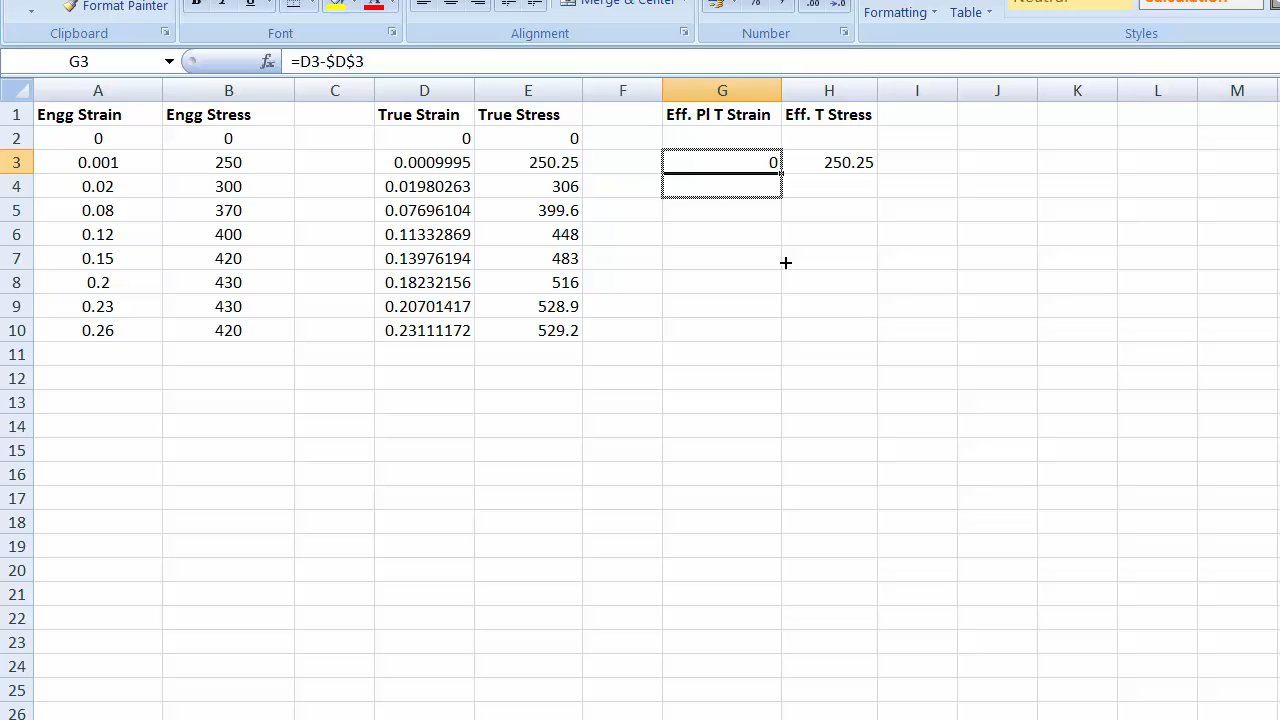 Format Painter
B I U
A
Merge & Center
%
.00
Formatting
Table
Neutral
Calculation
Clipboard Font Alignment Number Styles
G3 fx =D3-$D$3
A B C D E F G H I J K L M
1 Engg Strain Engg Stress True Strain True Stress Eff. Pl T Strain Eff. T Stress
2 0 0 0 0
3 0.001 250 0.0009995 250.25 0 250.25
4 0.02 300 0.01980263 306
5 0.08 370 0.07696104 399.6
6 0.12 400 0.11332869 448
7 0.15 420 0.13976194 483
8 0.2 430 0.18232156 516
9 0.23 430 0.20701417 528.9
10 0.26 420 0.23111172 529.2
11
12
13
14
15
16
17
18
19
20
21
22
23
24
25
26